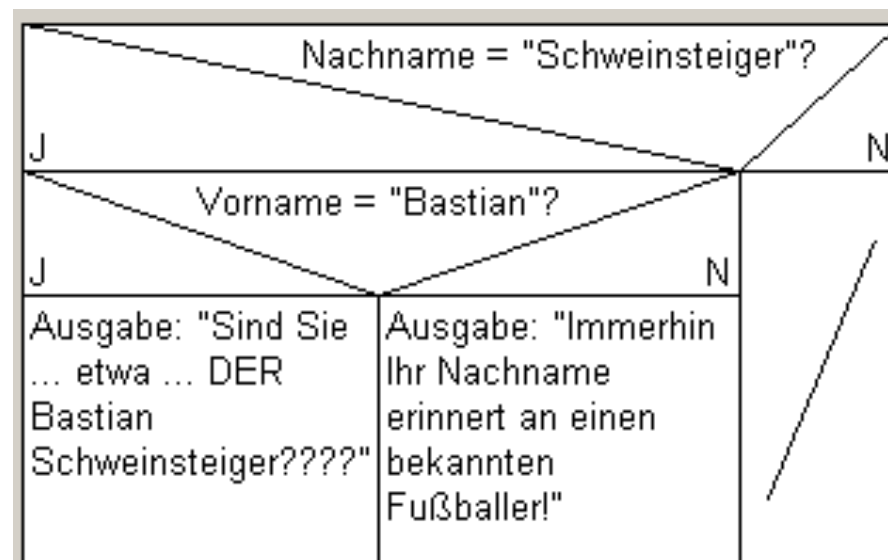 Nachname = "Schweinsteiger"?
J
N
Vorname = "Bastian"?
J
N
Ausgabe: "Sind Sie
... etwa ... DER
Bastian
Schweinsteiger????"
Ausgabe: "Immerhin
Ihr Nachname
erinnert an einen
bekannten
Fußballer!"